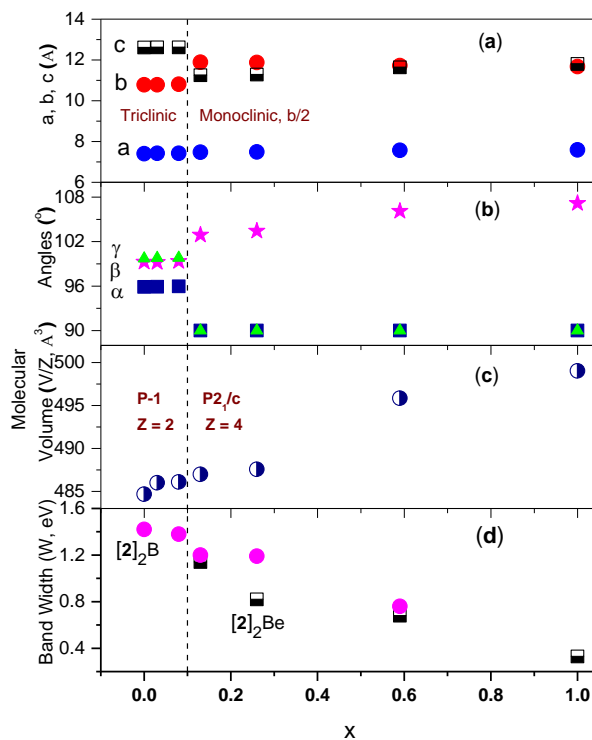 14
12
10
8
6
a, b, c (A)
c
b
a
(a)
Triclinic
Monoclinic, b/2
108
102
96
90
Angles (°)
γ
β
α
(b)
500
495
490
485
Molecular
Volume (V/Z, A³)
P-1
Z = 2
P2₁/c
Z = 4
(c)
1.6
1.2
0.8
0.4
Band Width (W, eV)
[2]₂B
[2]₂Be
(d)
0.0 0.2 0.4 0.6 0.8 1.0
x